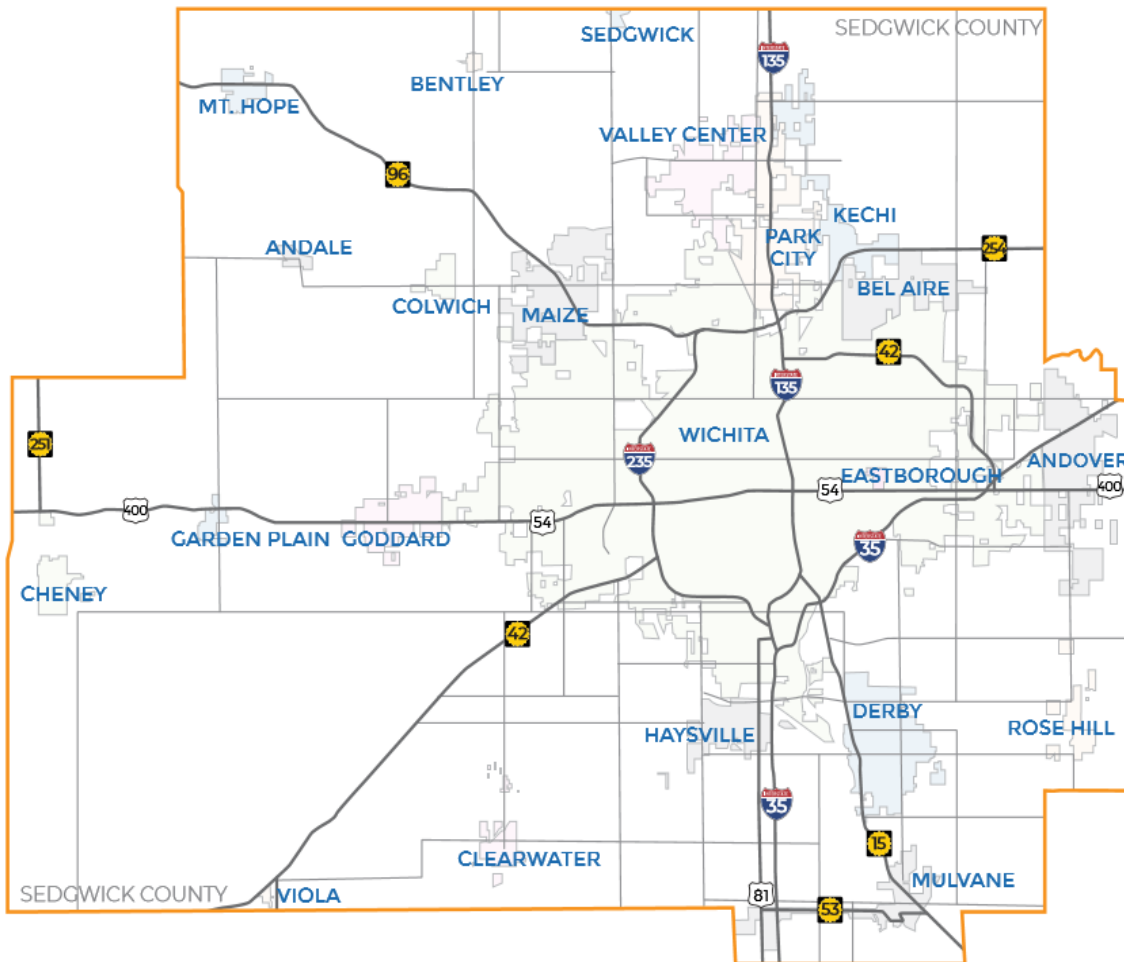 SEDGWICK
SEDGWICK COUNTY
135
BENTLEY
MT. HOPE
VALLEY CENTER
96
KECHI
PARK
CITY
254
ANDALE
BEL AIRE
COLWICH
MAIZE
42
135
WICHITA
251
235
ANDOVER
EASTBOROUGH
54
400
400
54
GARDEN PLAIN
GODDARD
35
CHENEY
42
DERBY
ROSE HILL
HAYSVILLE
35
15
CLEARWATER
MULVANE
SEDGWICK COUNTY
VIOLA
81
53